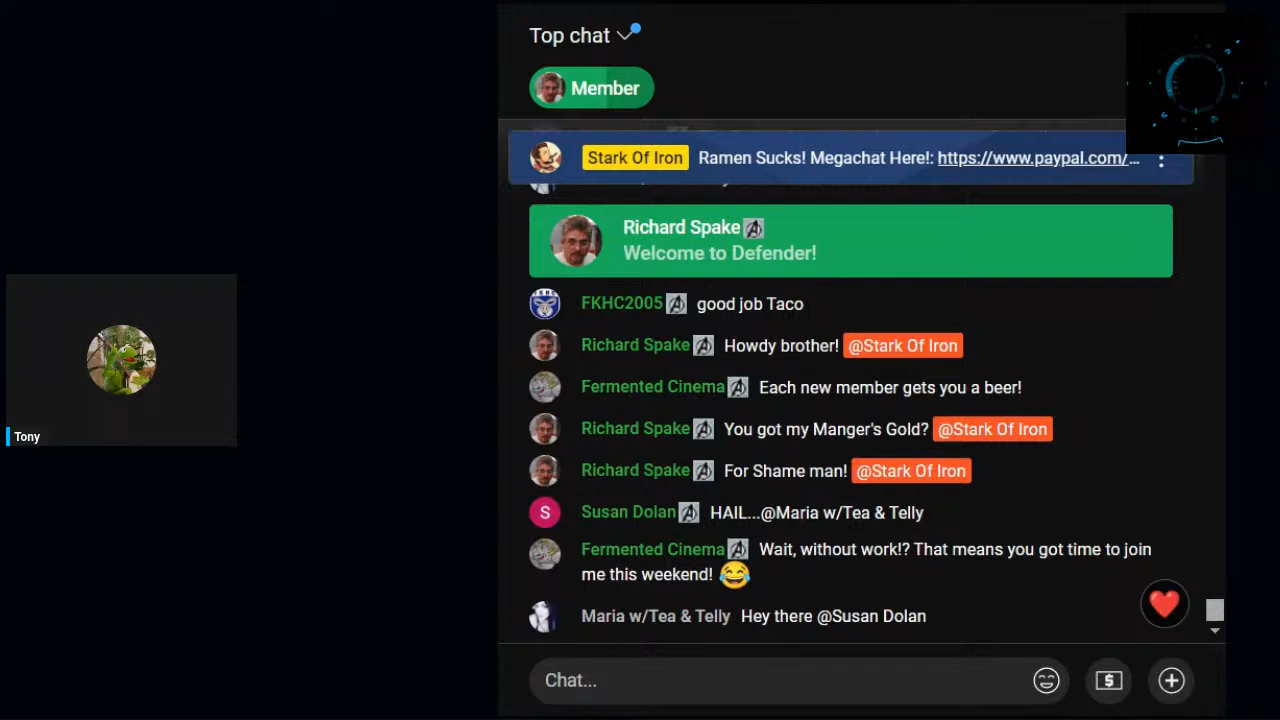 Top chat
Member
Stark Of Iron Ramen Sucks! Megachat Here!: https://www.paypal.com/…
Richard Spake
Welcome to Defender!
FKHC2005 good job Taco
Richard Spake Howdy brother! @Stark Of Iron
Fermented Cinema Each new member gets you a beer!
Richard Spake You got my Manger's Gold? @Stark Of Iron
Richard Spake For Shame man! @Stark Of Iron
Susan Dolan HAIL...@Maria w/Tea & Telly
Fermented Cinema Wait, without work!? That means you got time to join
me this weekend! 😂
Maria w/Tea & Telly Hey there @Susan Dolan
Chat...
Tony